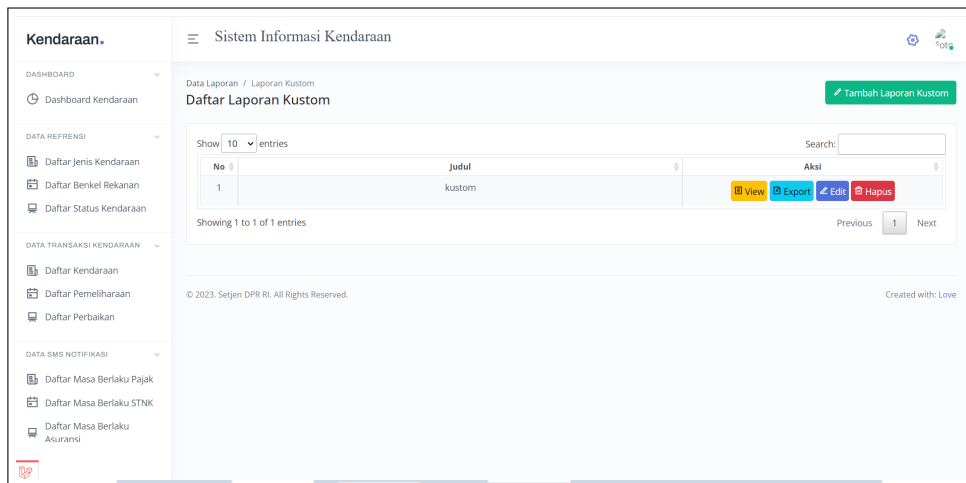 Kendaraan.
Sistem Informasi Kendaraan
Foto
DASHBOARD
Dashboard Kendaraan
DATA REFRENSI
Daftar Jenis Kendaraan
Daftar Benkel Rekanan
Daftar Status Kendaraan
DATA TRANSAKSI KENDARAAN
Daftar Kendaraan
Daftar Pemeliharaan
Daftar Perbaikan
DATA SMS NOTIFIKASI
Daftar Masa Berlaku Pajak
Daftar Masa Berlaku STNK
Daftar Masa Berlaku
Asuransi
Data Laporan / Laporan Kustom
Daftar Laporan Kustom
Tambah Laporan Kustom
Show 10 entries
Search:
No Judul Aksi
1 kustom View Export Edit Hapus
Showing 1 to 1 of 1 entries
Previous 1 Next
© 2023. Setjen DPR RI. All Rights Reserved.
Created with: Love